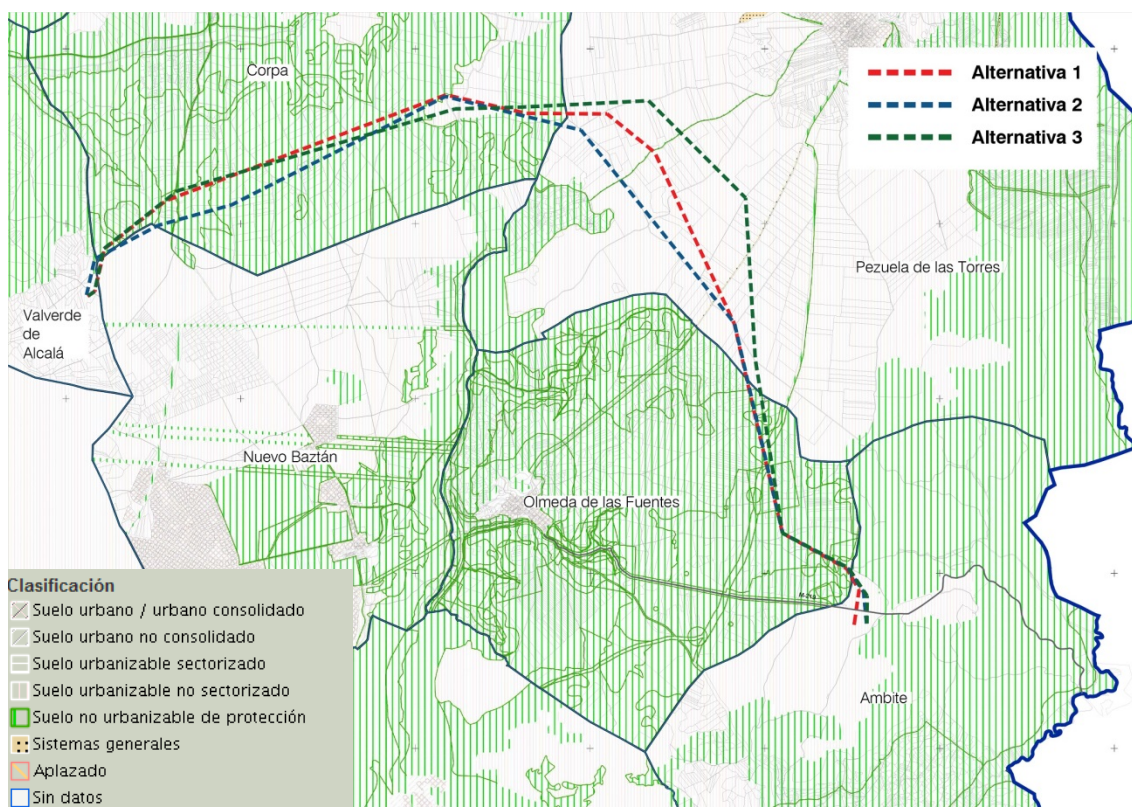 Corpa
Alternativa 1
Alternativa 2
Alternativa 3
Pezuela de las Torres
Valverde
de
Alcalá
Nuevo Baztán
Olmeda de las Fuentes
Ambite
Clasificación
Suelo urbano / urbano consolidado
Suelo urbano no consolidado
Suelo urbanizable sectorizado
Suelo urbanizable no sectorizado
Suelo no urbanizable de protección
Sistemas generales
Aplazado
Sin datos